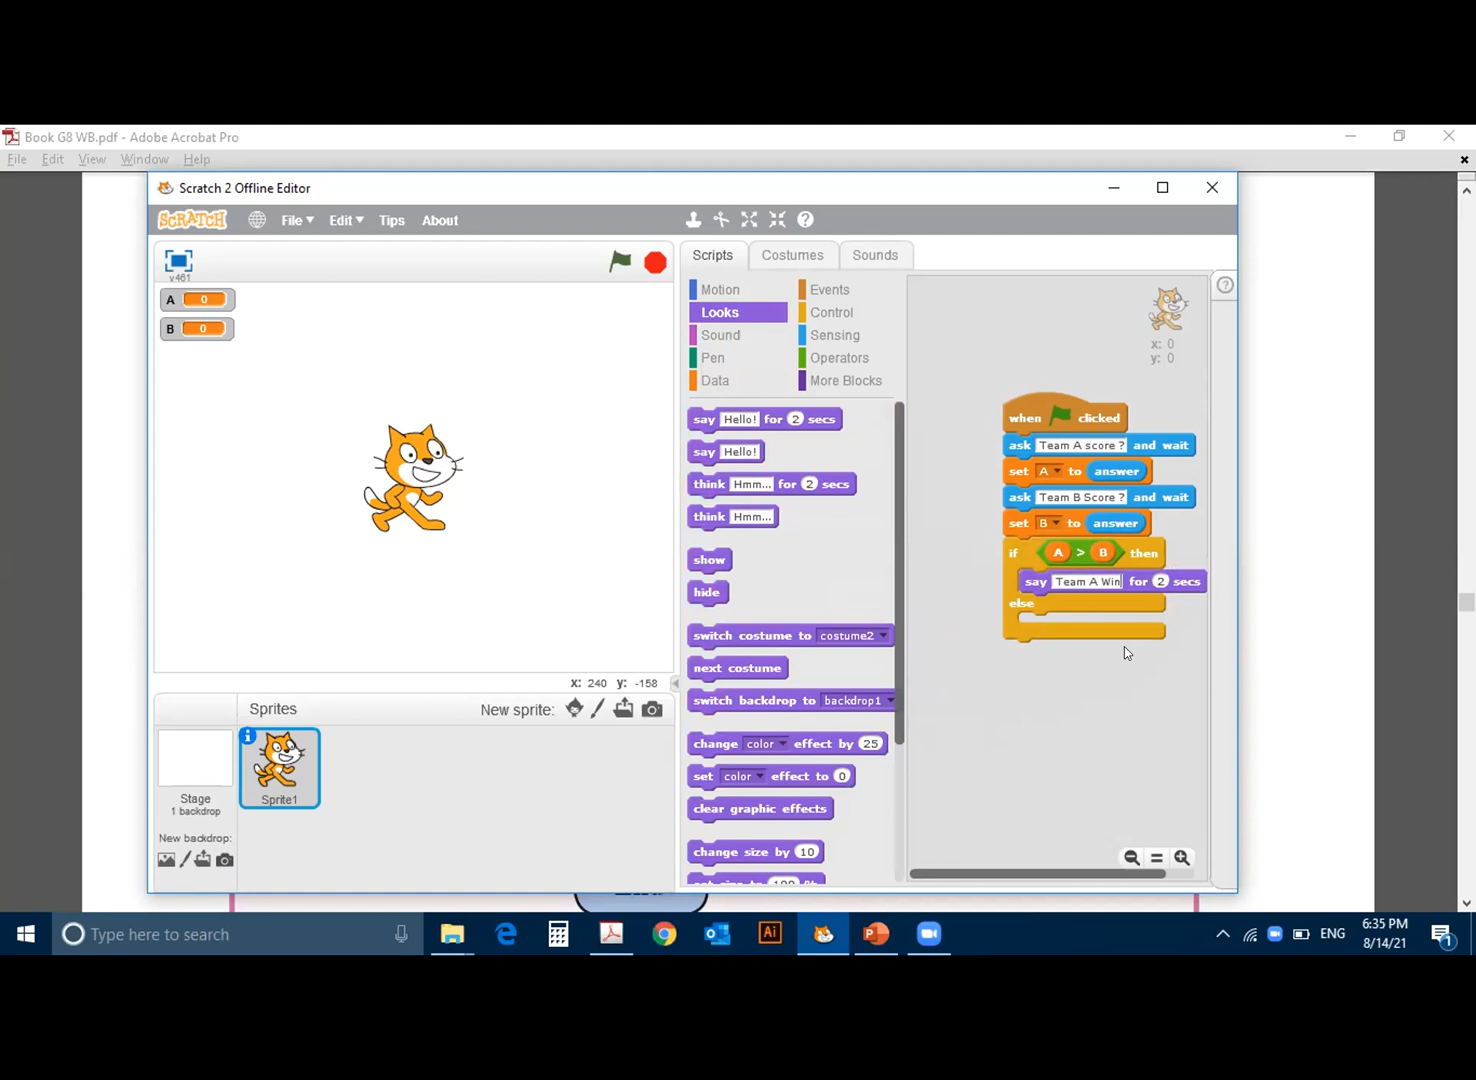 Book G8 WB.pdf - Adobe Acrobat Pro
File Edit View Window Help
Scratch 2 Offline Editor
SCRATCH File Edit Tips About
v461
A 0
B 0
x: 240 y: -158
Sprites New sprite:
Stage
1 backdrop
New backdrop:
Sprite1
Scripts Costumes Sounds
Motion Events
Looks Control
Sound Sensing
Pen Operators
Data More Blocks
say Hello! for 2 secs
say Hello!
think Hmm... for 2 secs
think Hmm...
show
hide
switch costume to costume2
next costume
switch backdrop to backdrop1
change color effect by 25
set color effect to 0
clear graphic effects
change size by 10
x: 0
y: 0
when clicked
ask Team A score ? and wait
set A to answer
ask Team B Score ? and wait
set B to answer
if A > B then
say Team A Win for 2 secs
else
Type here to search
Ai
ENG
6:35 PM
8/14/21
1